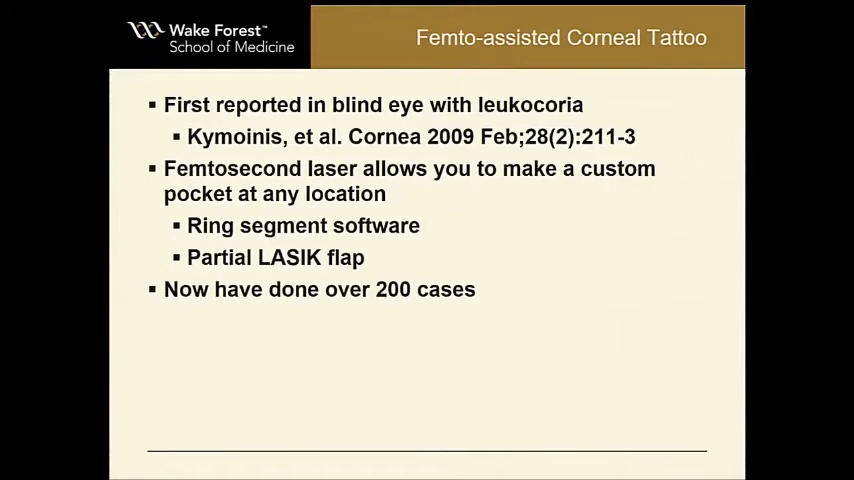 Wake Forest™
School of Medicine
Femto-assisted Corneal Tattoo
▪ First reported in blind eye with leukocoria
▪ Kymoinis, et al. Cornea 2009 Feb;28(2):211-3
▪ Femtosecond laser allows you to make a custom
pocket at any location
▪ Ring segment software
▪ Partial LASIK flap
▪ Now have done over 200 cases